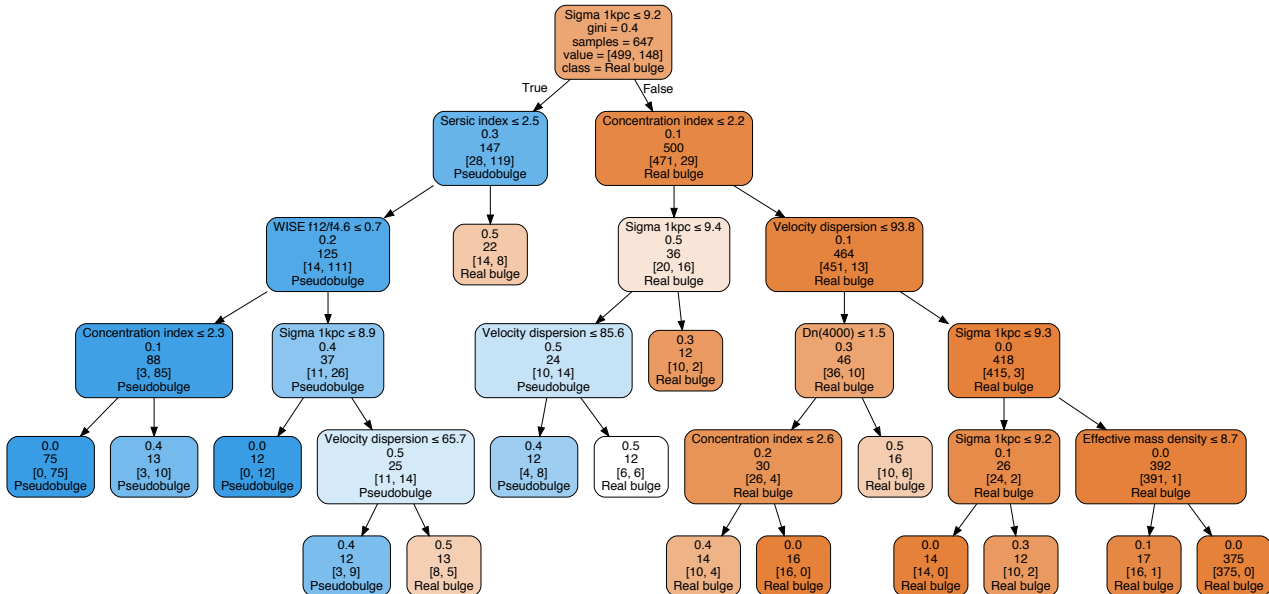 Sigma 1kpc ≤ 9.2
gini = 0.4
samples = 647
value = [499, 148]
class = Real bulge
True
False
Sersic index ≤ 2.5
0.3
147
[28, 119]
Pseudobulge
Concentration index ≤ 2.2
0.1
500
[471, 29]
Real bulge
WISE f12/f4.6 ≤ 0.7
0.2
125
[14, 111]
Pseudobulge
0.5
22
[14, 8]
Real bulge
Sigma 1kpc ≤ 9.4
0.5
36
[20, 16]
Real bulge
Velocity dispersion ≤ 93.8
0.1
464
[451, 13]
Real bulge
Concentration index ≤ 2.3
0.1
88
[3, 85]
Pseudobulge
Sigma 1kpc ≤ 8.9
0.4
37
[11, 26]
Pseudobulge
Velocity dispersion ≤ 85.6
0.5
24
[10, 14]
Pseudobulge
0.3
12
[10, 2]
Real bulge
Dn(4000) ≤ 1.5
0.3
46
[36, 10]
Real bulge
Sigma 1kpc ≤ 9.3
0.0
418
[415, 3]
Real bulge
0.0
75
[0, 75]
Pseudobulge
0.4
13
[3, 10]
Pseudobulge
0.0
12
[0, 12]
Pseudobulge
Velocity dispersion ≤ 65.7
0.5
25
[11, 14]
Pseudobulge
0.4
12
[4, 8]
Pseudobulge
0.5
12
[6, 6]
Real bulge
Concentration index ≤ 2.6
0.2
30
[26, 4]
Real bulge
0.5
16
[10, 6]
Real bulge
Sigma 1kpc ≤ 9.2
0.1
26
[24, 2]
Real bulge
Effective mass density ≤ 8.7
0.0
392
[391, 1]
Real bulge
0.4
12
[3, 9]
Pseudobulge
0.5
13
[8, 5]
Real bulge
0.4
14
[10, 4]
Real bulge
0.0
16
[16, 0]
Real bulge
0.0
14
[14, 0]
Real bulge
0.3
12
[10, 2]
Real bulge
0.1
17
[16, 1]
Real bulge
0.0
375
[375, 0]
Real bulge